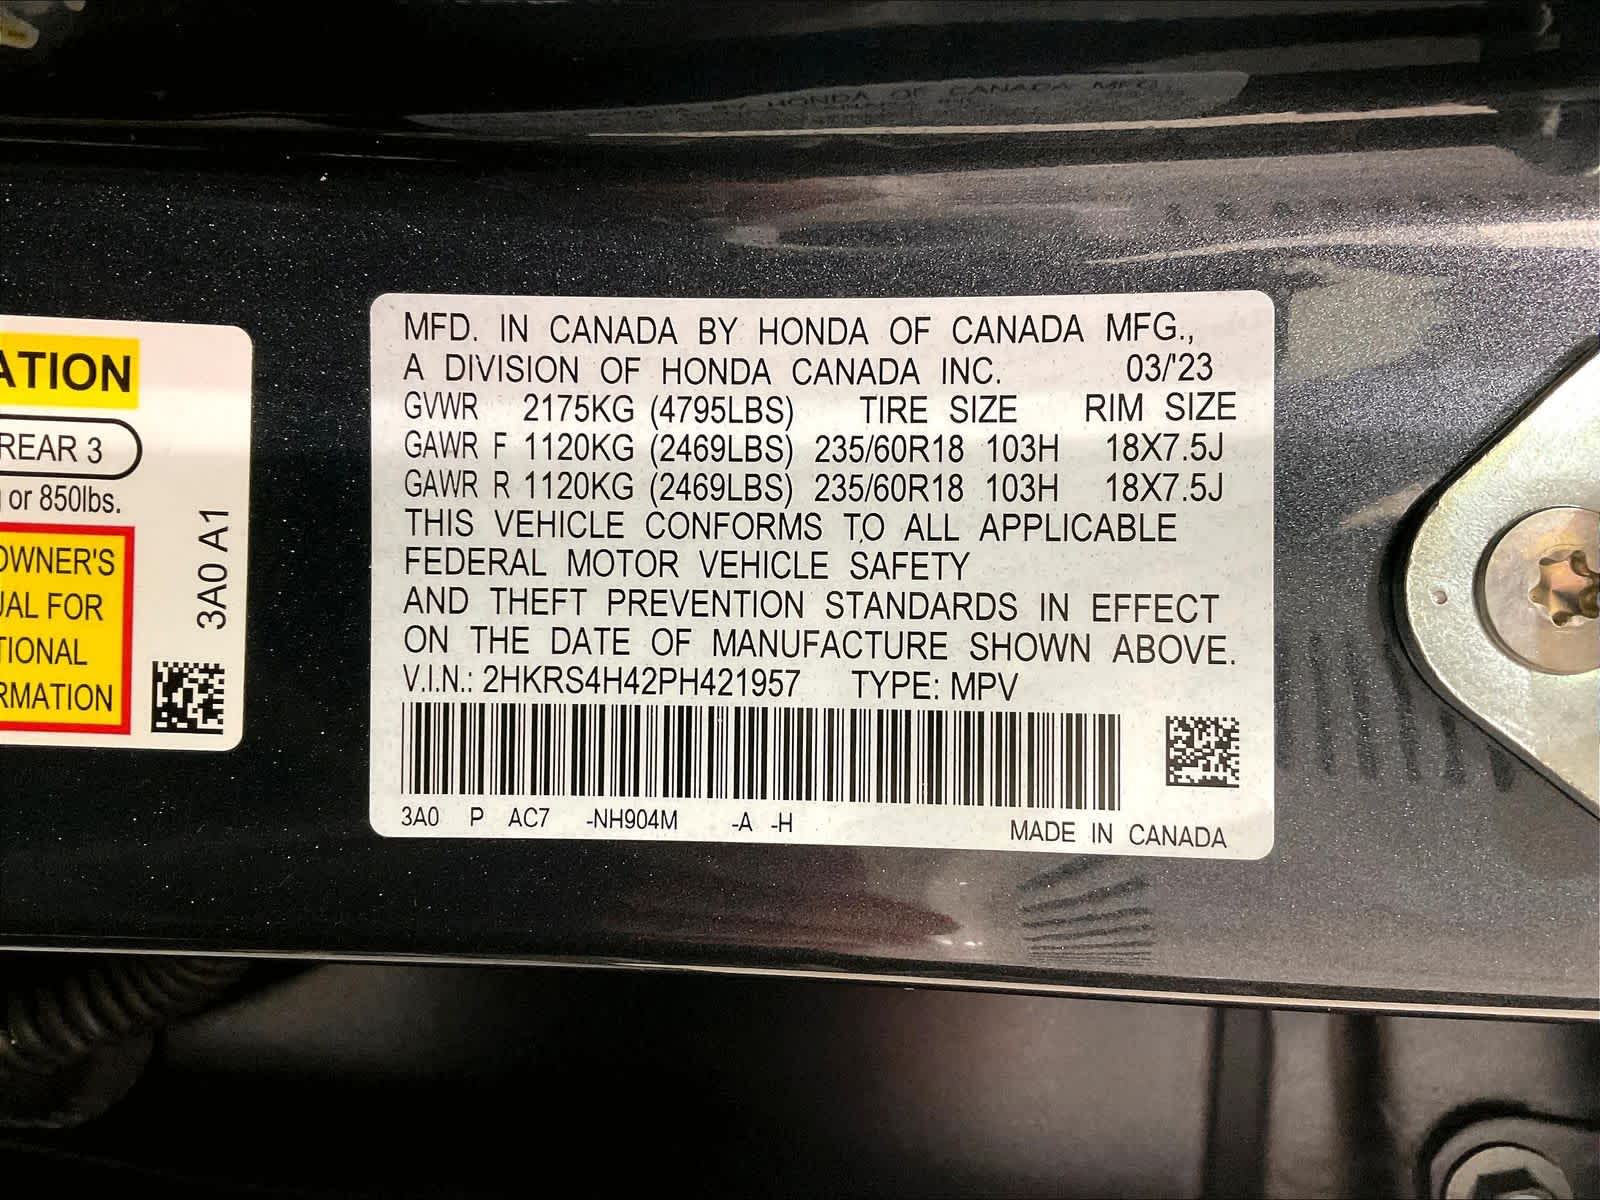 ATION
REAR 3
or 850lbs.
OWNER'S
UAL FOR
TIONAL
RMATION
3A0 A1
MFD. IN CANADA BY HONDA OF CANADA MFG.,
A DIVISION OF HONDA CANADA INC. 03/'23
GVWR 2175KG (4795LBS) TIRE SIZE RIM SIZE
GAWR F 1120KG (2469LBS) 235/60R18 103H 18X7.5J
GAWR R 1120KG (2469LBS) 235/60R18 103H 18X7.5J
THIS VEHICLE CONFORMS TO ALL APPLICABLE
FEDERAL MOTOR VEHICLE SAFETY
AND THEFT PREVENTION STANDARDS IN EFFECT
ON THE DATE OF MANUFACTURE SHOWN ABOVE.
V.I.N.: 2HKRS4H42PH421957 TYPE: MPV
3A0 P AC7 -NH904M -A -H
MADE IN CANADA